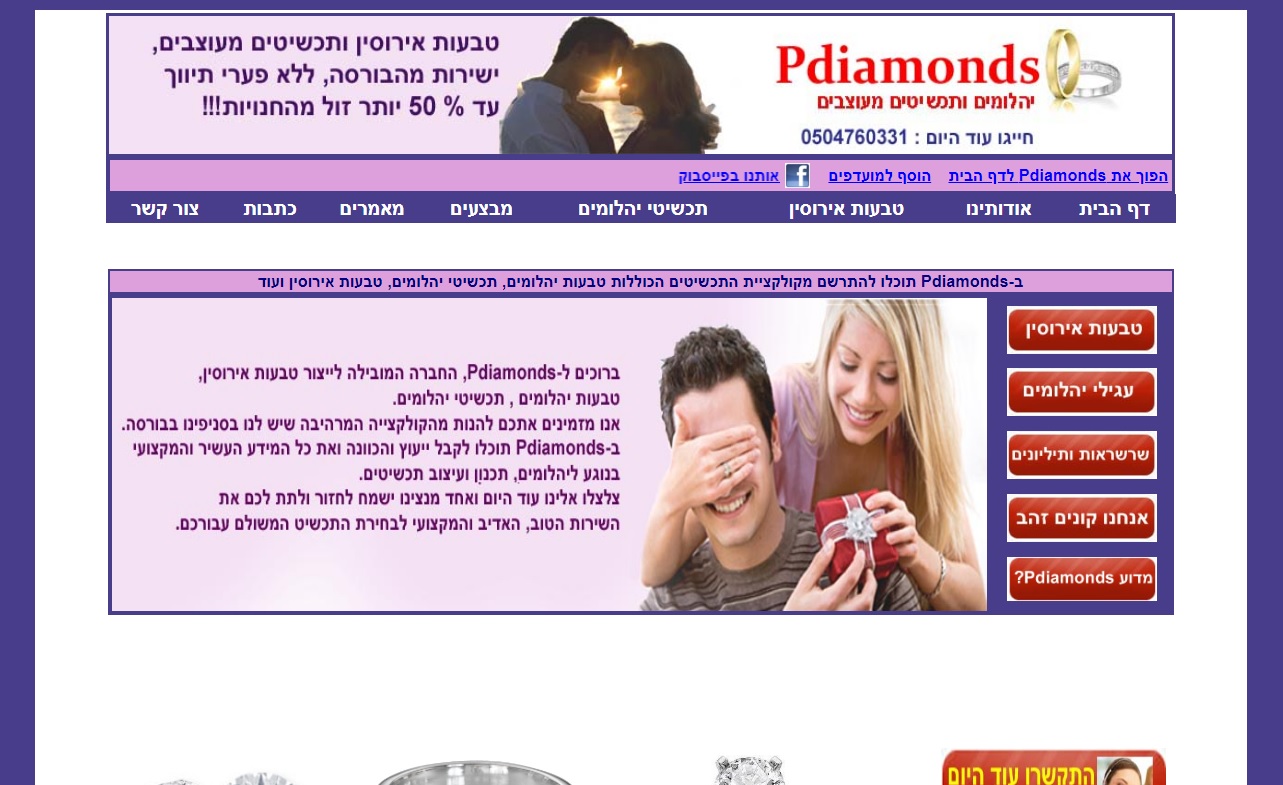 טבעות אירוסין ותכשיטים מעוצבים,
ישירות מהבורסה, ללא פערי תיווך
עד % 50 יותר זול מהחנויות!!!
Pdiamonds
יהלומים ותכשיטים מעוצבים
חייגו עוד היום : 0504760331
הפוך את Pdiamonds לדף הבית
הוסף למועדפים
אותנו בפייסבוק
דף הבית
אודותינו
טבעות אירוסין
תכשיטי יהלומים
מבצעים
מאמרים
כתבות
צור קשר
ב-Pdiamonds תוכלו להתרשם מקולקציית התכשיטים הכוללות טבעות יהלומים, תכשיטי יהלומים, טבעות אירוסין ועוד
טבעות אירוסין
עגילי יהלומים
שרשראות ותיליונים
אנחנו קונים זהב
מדוע Pdiamonds?
ברוכים ל-Pdiamonds, החברה המובילה לייצור טבעות אירוסין,
טבעות יהלומים , תכשיטי יהלומים.
אנו מזמינים אתכם להנות מהקולקצייה המרהיבה שיש לנו בסניפינו בבורסה.
ב-Pdiamonds תוכלו לקבל ייעוץ והכוונה ואת כל המידע העשיר והמקצועי
בנוגע ליהלומים, תכנון ועיצוב תכשיטים.
צלצלו אלינו עוד היום ואחד מנצינו ישמח לחזור ולתת לכם את
השירות הטוב, האדיב והמקצועי לבחירת התכשיט המשולם עבורכם.
התקשרו עוד היום